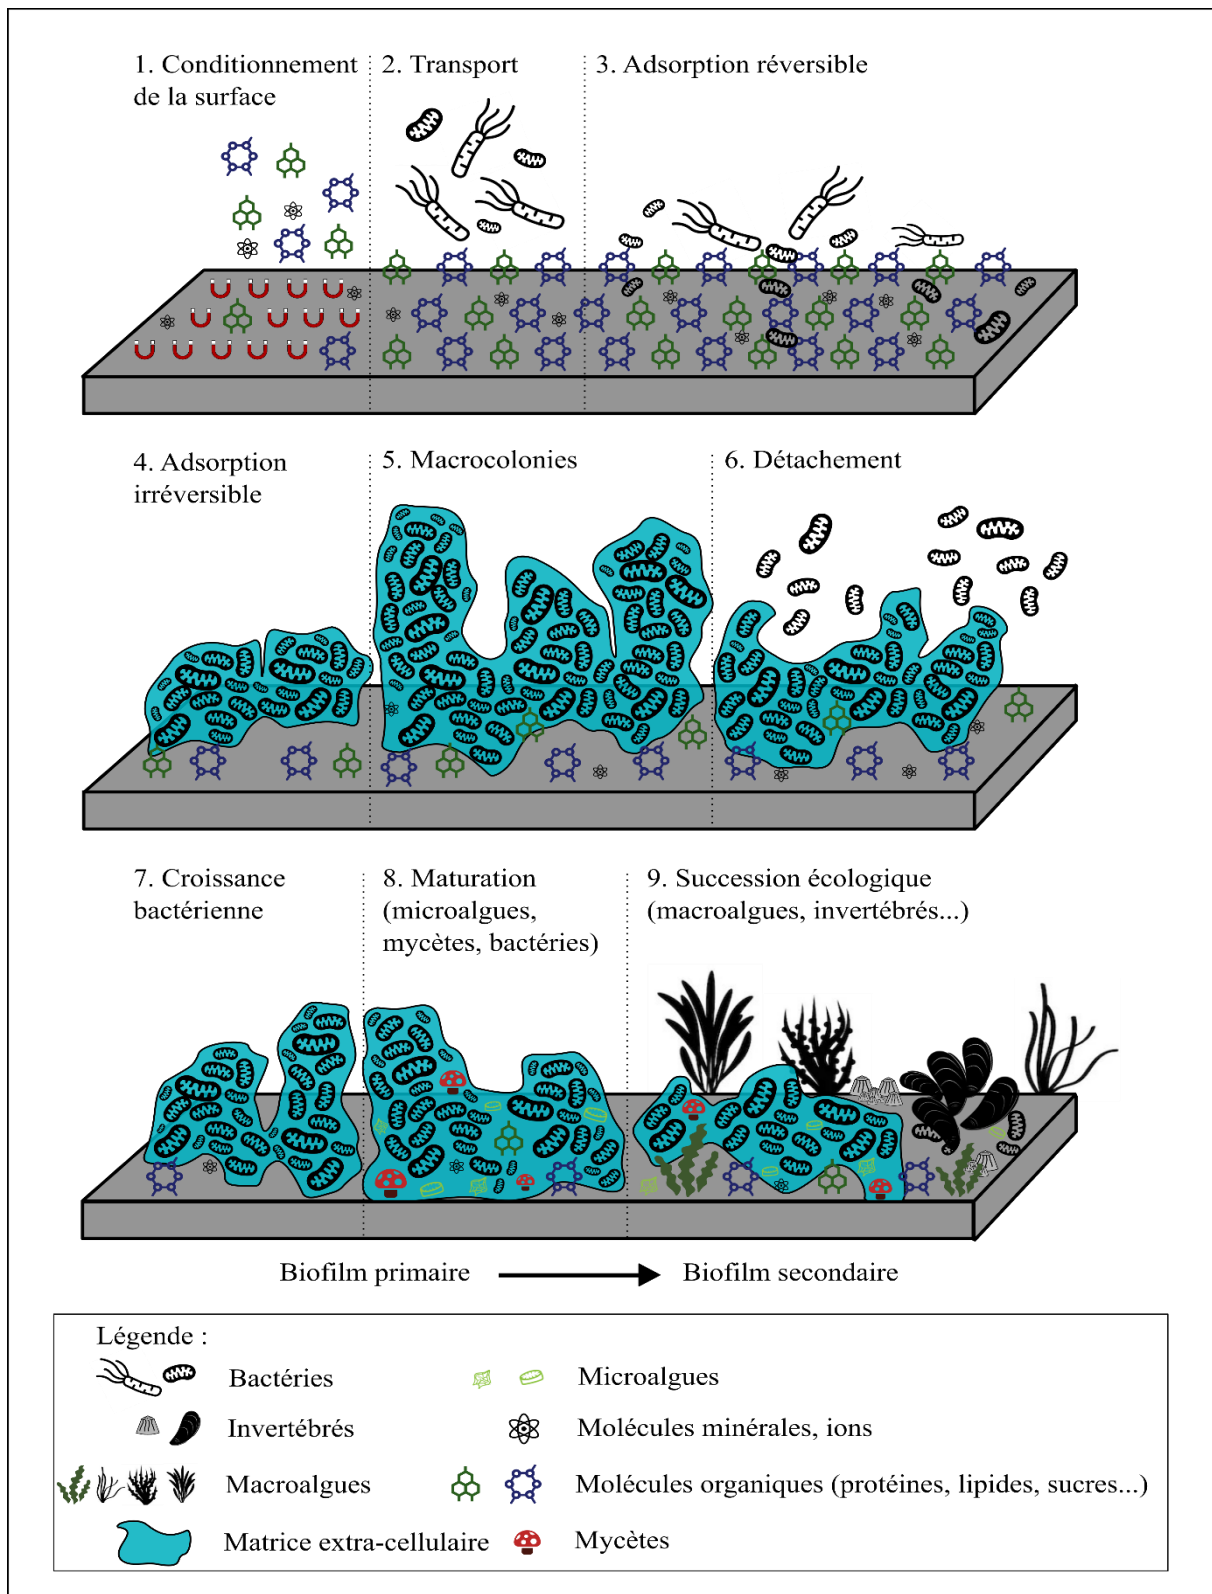 1. Conditionnement
de la surface
2. Transport
3. Adsorption réversible
4. Adsorption
irréversible
5. Macrocolonies
6. Détachement
7. Croissance
bactérienne
8. Maturation
(microalgues,
mycètes, bactéries)
9. Succession écologique
(macroalgues, invertébrés...)
Biofilm primaire
Biofilm secondaire
Légende :
Bactéries
Microalgues
Invertébrés
Molécules minérales, ions
Macroalgues
Molécules organiques (protéines, lipides, sucres...)
Matrice extra-cellulaire
Mycètes